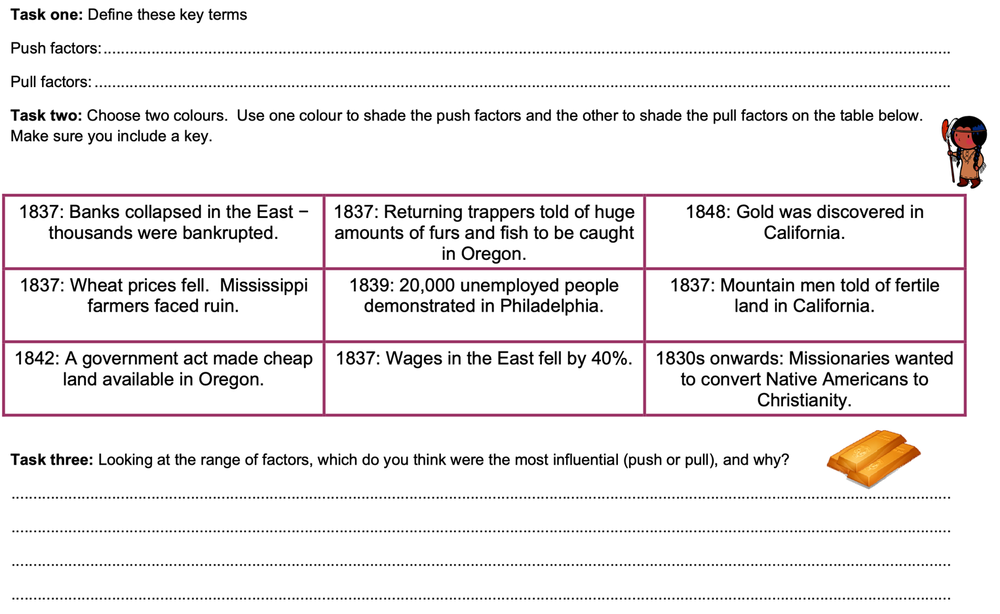 Task one: Define these key terms
Push factors:....................................................................................................
Pull factors:....................................................................................................
Task two: Choose two colours.  Use one colour to shade the push factors and the other to shade the pull factors on the table below.
Make sure you include a key.
1837: Banks collapsed in the East –
thousands were bankrupted.
1837: Returning trappers told of huge
amounts of furs and fish to be caught
in Oregon.
1848: Gold was discovered in
California.
1837: Wheat prices fell.  Mississippi
farmers faced ruin.
1839: 20,000 unemployed people
demonstrated in Philadelphia.
1837: Mountain men told of fertile
land in California.
1842: A government act made cheap
land available in Oregon.
1837: Wages in the East fell by 40%.
1830s onwards: Missionaries wanted
to convert Native Americans to
Christianity.
Task three: Looking at the range of factors, which do you think were the most influential (push or pull), and why?